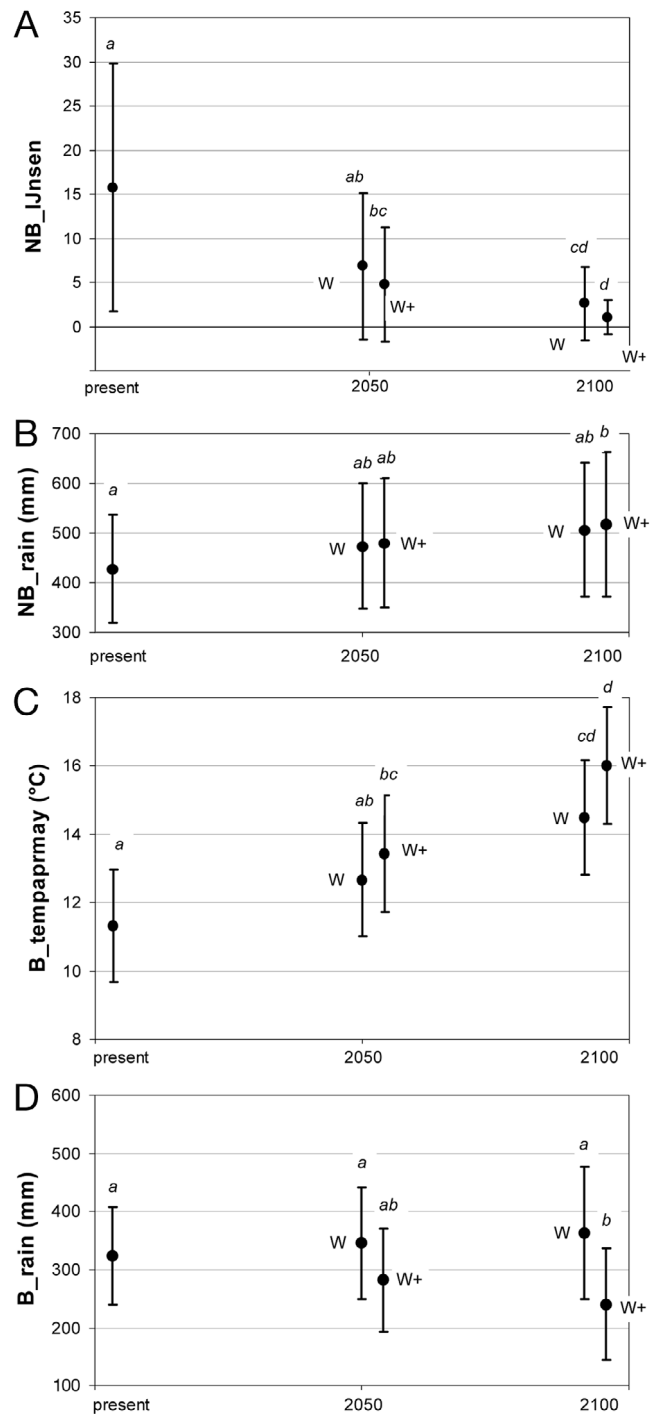 A
35
a
30
25
20
ab
15
bc
10
cd
5
W
W+
d
0
W
W+
NB_IJnsen
present
2050
2100
B
700
ab
b
ab
ab
600
a
500
W
W+
W
W+
400
300
NB_rain (mm)
present
2050
2100
C
18
d
cd
16
W+
bc
ab
14
a
W
W+
W
12
10
8
B_tempaprmay (°C)
present
2050
2100
D
600
500
a
a
a
400
ab
b
W
W
300
W+
W+
200
100
B_rain (mm)
present
2050
2100